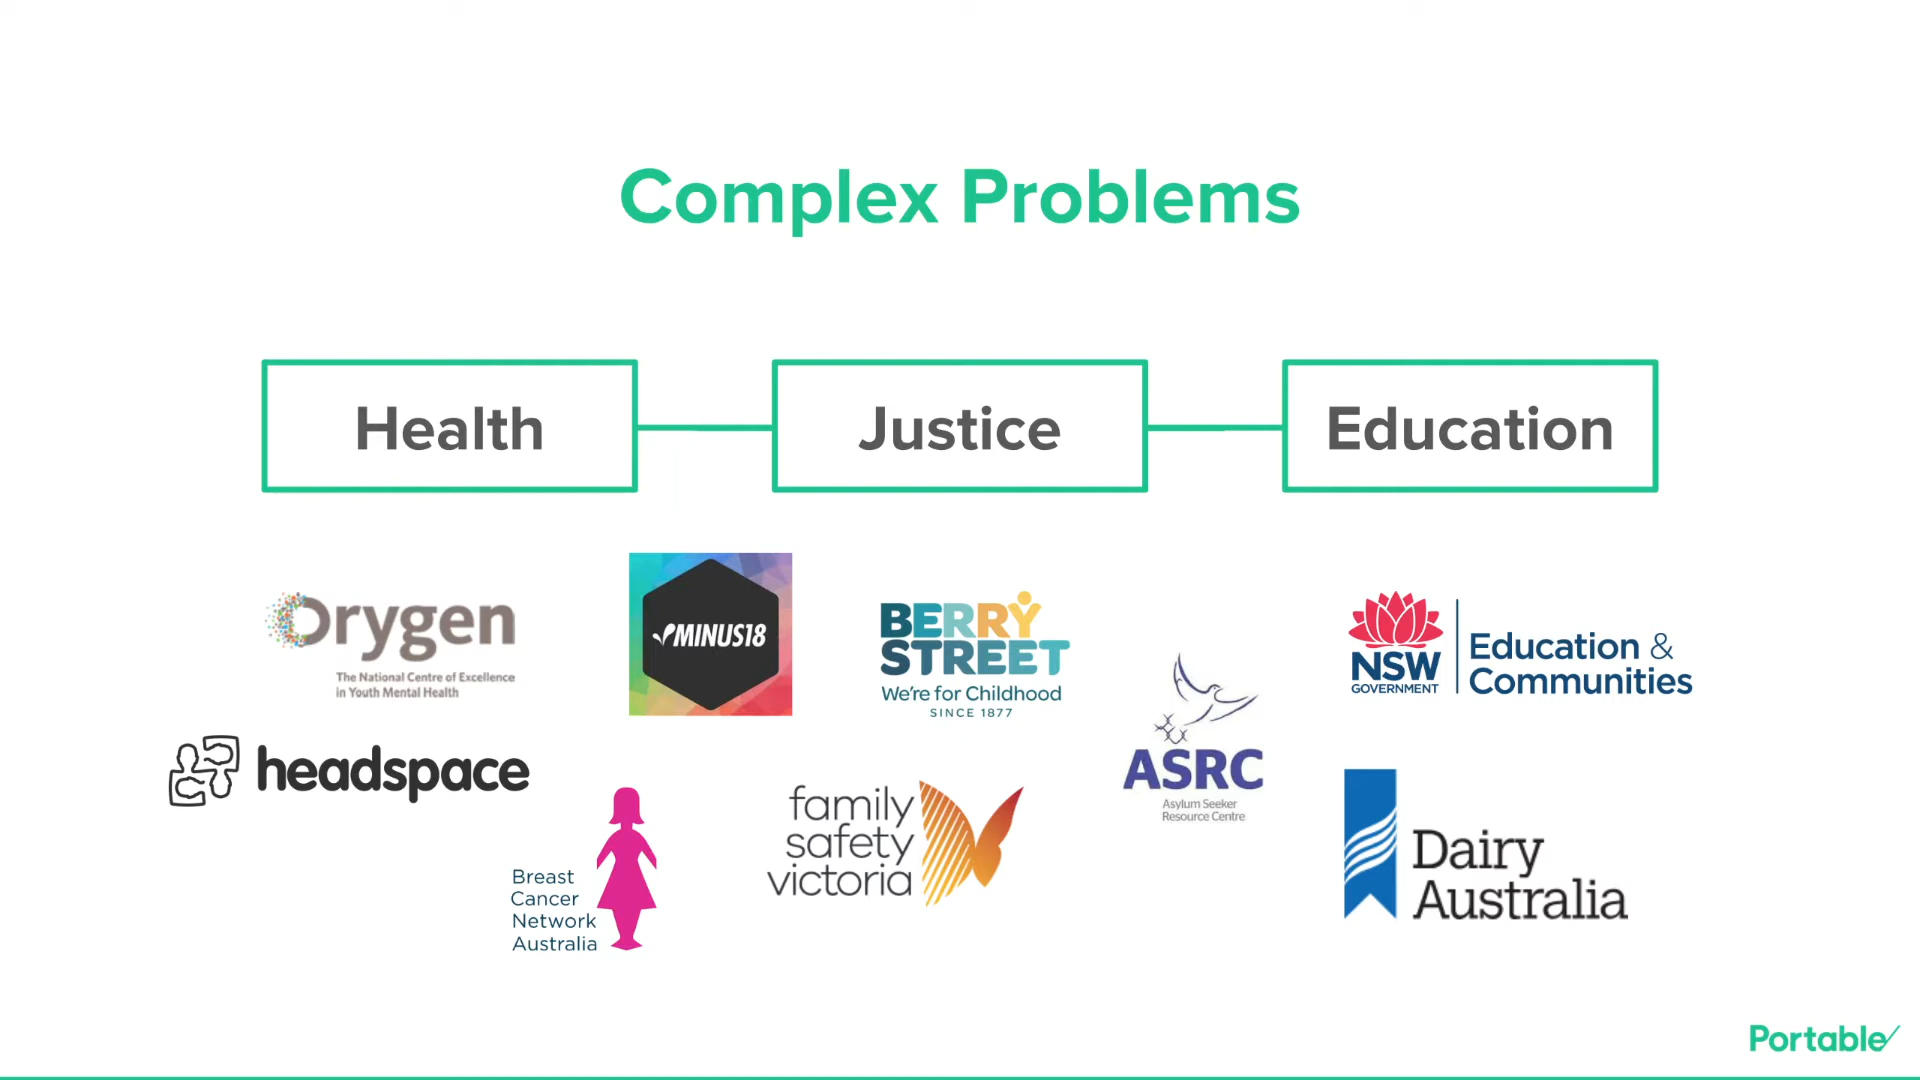 Complex Problems
Health
Justice
Education
Orygen
The National Centre of Excellence
in Youth Mental Health
MINUS18
BERRY
STREET
We're for Childhood
SINCE 1877
NSW
GOVERNMENT
Education &
Communities
headspace
ASRC
Asylum Seeker
Resource Centre
family
safety
victoria
Breast
Cancer
Network
Australia
Dairy
Australia
Portable